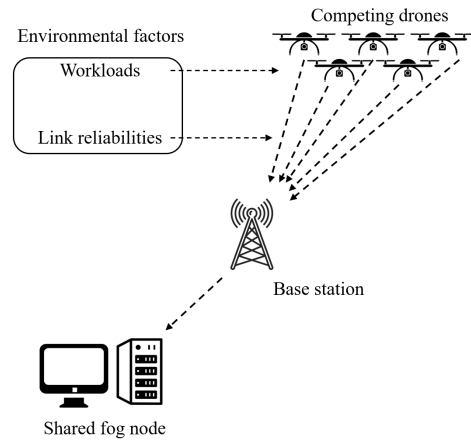 Competing drones
Environmental factors
Workloads
Link reliabilities
Base station
Shared fog node